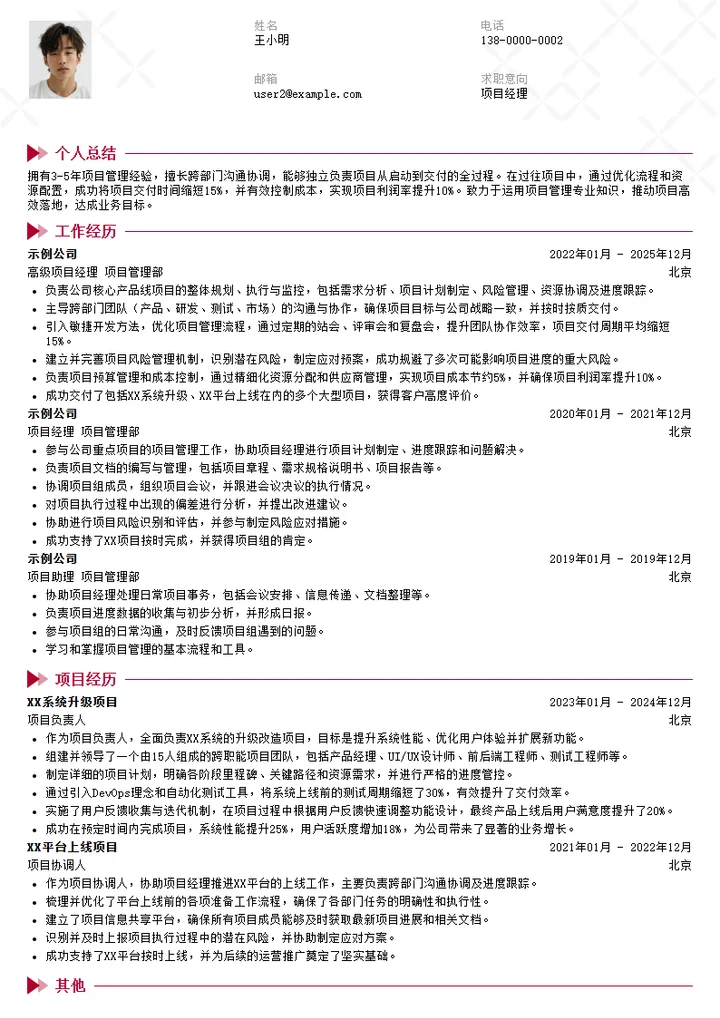 姓名
王小明
电话
138-0000-0002
邮箱
user2@example.com
求职意向
项目经理
个人总结
拥有3-5年项目管理经验，擅长跨部门沟通协调，能够独立负责项目从启动到交付的全过程。在过往项目中，通过优化流程和资
源配置，成功将项目交付时间缩短15%，并有效控制成本，实现项目利润率提升10%。致力于运用项目管理专业知识，推动项目高
效落地，达成业务目标。
工作经历
示例公司 2022年01月 - 2025年12月
高级项目经理 项目管理部 北京
• 负责公司核心产品线项目的整体规划、执行与监控，包括需求分析、项目计划制定、风险管理、资源协调及进度跟踪。
• 主导跨部门团队（产品、研发、测试、市场）的沟通与协作，确保项目目标与公司战略一致，并按时按质交付。
• 引入敏捷开发方法，优化项目管理流程，通过定期的站会、评审会和复盘会，提升团队协作效率，项目交付周期平均缩短
15%。
• 建立并完善项目风险管理机制，识别潜在风险，制定应对预案，成功规避了多次可能影响项目进度的重大风险。
• 负责项目预算管理和成本控制，通过精细化资源分配和供应商管理，实现项目成本节约5%，并确保项目利润率提升10%。
• 成功交付了包括XX系统升级、XX平台上线在内的多个大型项目，获得客户高度评价。
示例公司 2020年01月 - 2021年12月
项目经理 项目管理部 北京
• 参与公司重点项目的项目管理工作，协助项目经理进行项目计划制定、进度跟踪和问题解决。
• 负责项目文档的编写与管理，包括项目章程、需求规格说明书、项目报告等。
• 协调项目组成员，组织项目会议，并跟进会议决议的执行情况。
• 对项目执行过程中出现的偏差进行分析，并提出改进建议。
• 协助进行项目风险识别和评估，并参与制定风险应对措施。
• 成功支持了XX项目按时完成，并获得项目组的肯定。
示例公司 2019年01月 - 2019年12月
项目助理 项目管理部 北京
• 协助项目经理处理日常项目事务，包括会议安排、信息传递、文档整理等。
• 负责项目进度数据的收集与初步分析，并形成日报。
• 参与项目组的日常沟通，及时反馈项目组遇到的问题。
• 学习和掌握项目管理的基本流程和工具。
项目经历
XX系统升级项目 2023年01月 - 2024年12月
项目负责人 北京
• 作为项目负责人，全面负责XX系统的升级改造项目，目标是提升系统性能、优化用户体验并扩展新功能。
• 组建并领导了一个由15人组成的跨职能项目团队，包括产品经理、UI/UX设计师、前后端工程师、测试工程师等。
• 制定详细的项目计划，明确各阶段里程碑、关键路径和资源需求，并进行严格的进度管控。
• 通过引入DevOps理念和自动化测试工具，将系统上线前的测试周期缩短了30%，有效提升了交付效率。
• 实施了用户反馈收集与迭代机制，在项目过程中根据用户反馈快速调整功能设计，最终产品上线后用户满意度提升了20%。
• 成功在预定时间内完成项目，系统性能提升25%，用户活跃度增加18%，为公司带来了显著的业务增长。
XX平台上线项目 2021年01月 - 2022年12月
项目协调人 北京
• 作为项目协调人，协助项目经理推进XX平台的上线工作，主要负责跨部门沟通协调及进度跟踪。
• 梳理并优化了平台上线前的各项准备工作流程，确保了各部门任务的明确性和执行性。
• 建立了项目信息共享平台，确保所有项目成员能够及时获取最新项目进展和相关文档。
• 识别并及时上报项目执行过程中的潜在风险，并协助制定应对方案。
• 成功支持了XX平台按时上线，并为后续的运营推广奠定了坚实基础。
其他